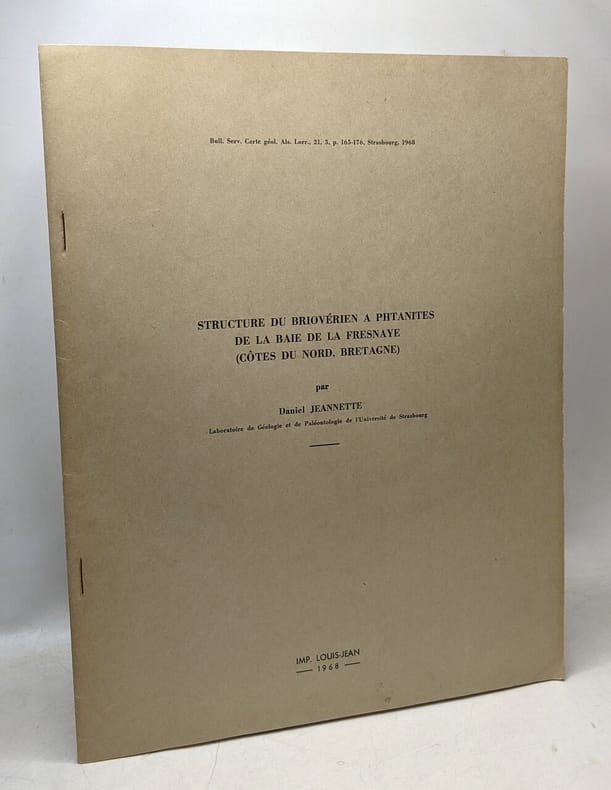 Bull. Serv. Carte géol. Als. Lorr., 21, 3, p. 165-176, Strasbourg, 1968
STRUCTURE DU BRIOVÉRIEN A PHTANITES
DE LA BAIE DE LA FRESNAYE
(CÔTES DU NORD. BRETAGNE)
par
Daniel JEANNETTE
Laboratoire de Géologie et de Paléontologie de l'Université de Strasbourg
IMP. LOUIS-JEAN
— 1968 —